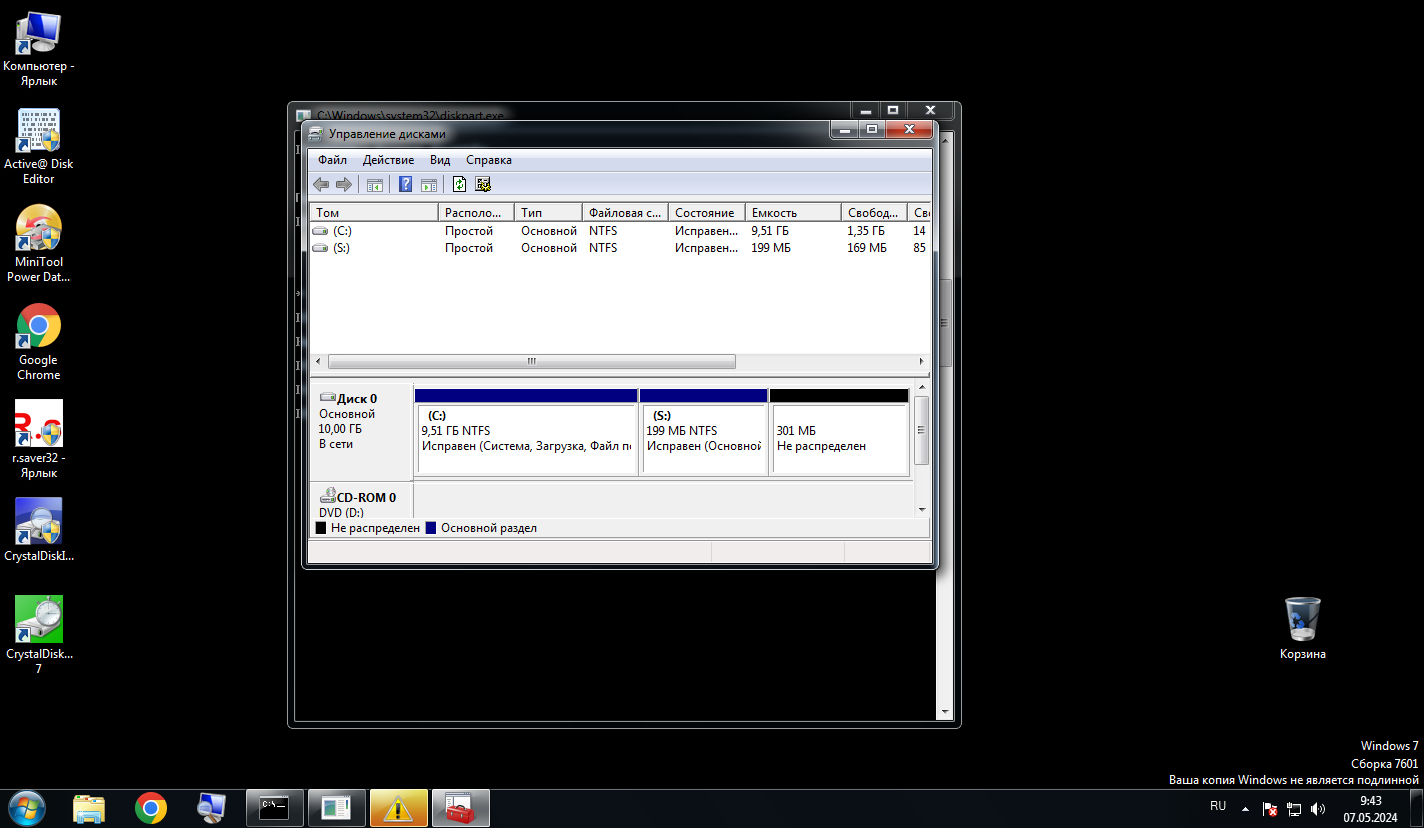 Компьютер -
Ярлык
Active@ Disk
Editor
MiniTool
Power Dat...
Google
Chrome
R.s
r.saver32 -
Ярлык
CrystalDiskI...
CrystalDisk...
7
C:\Windows\system32\diskpart.exe
Управление дисками
Файл Действие Вид Справка
Том Располо... Тип Файловая с... Состояние Емкость Свобод... Сво
(C:) Простой Основной NTFS Исправен... 9,51 ГБ 1,35 ГБ 14
(S:) Простой Основной NTFS Исправен... 199 МБ 169 МБ 85
Диск 0
Основной
10,00 ГБ
В сети
(C:)
9,51 ГБ NTFS
Исправен (Система, Загрузка, Файл по
(S:)
199 МБ NTFS
Исправен (Основной
301 МБ
Не распределен
CD-ROM 0
DVD (D:)
Не распределен Основной раздел
Корзина
Windows 7
Сборка 7601
Ваша копия Windows не является подлинной
C:\_
RU
9:43
07.05.2024